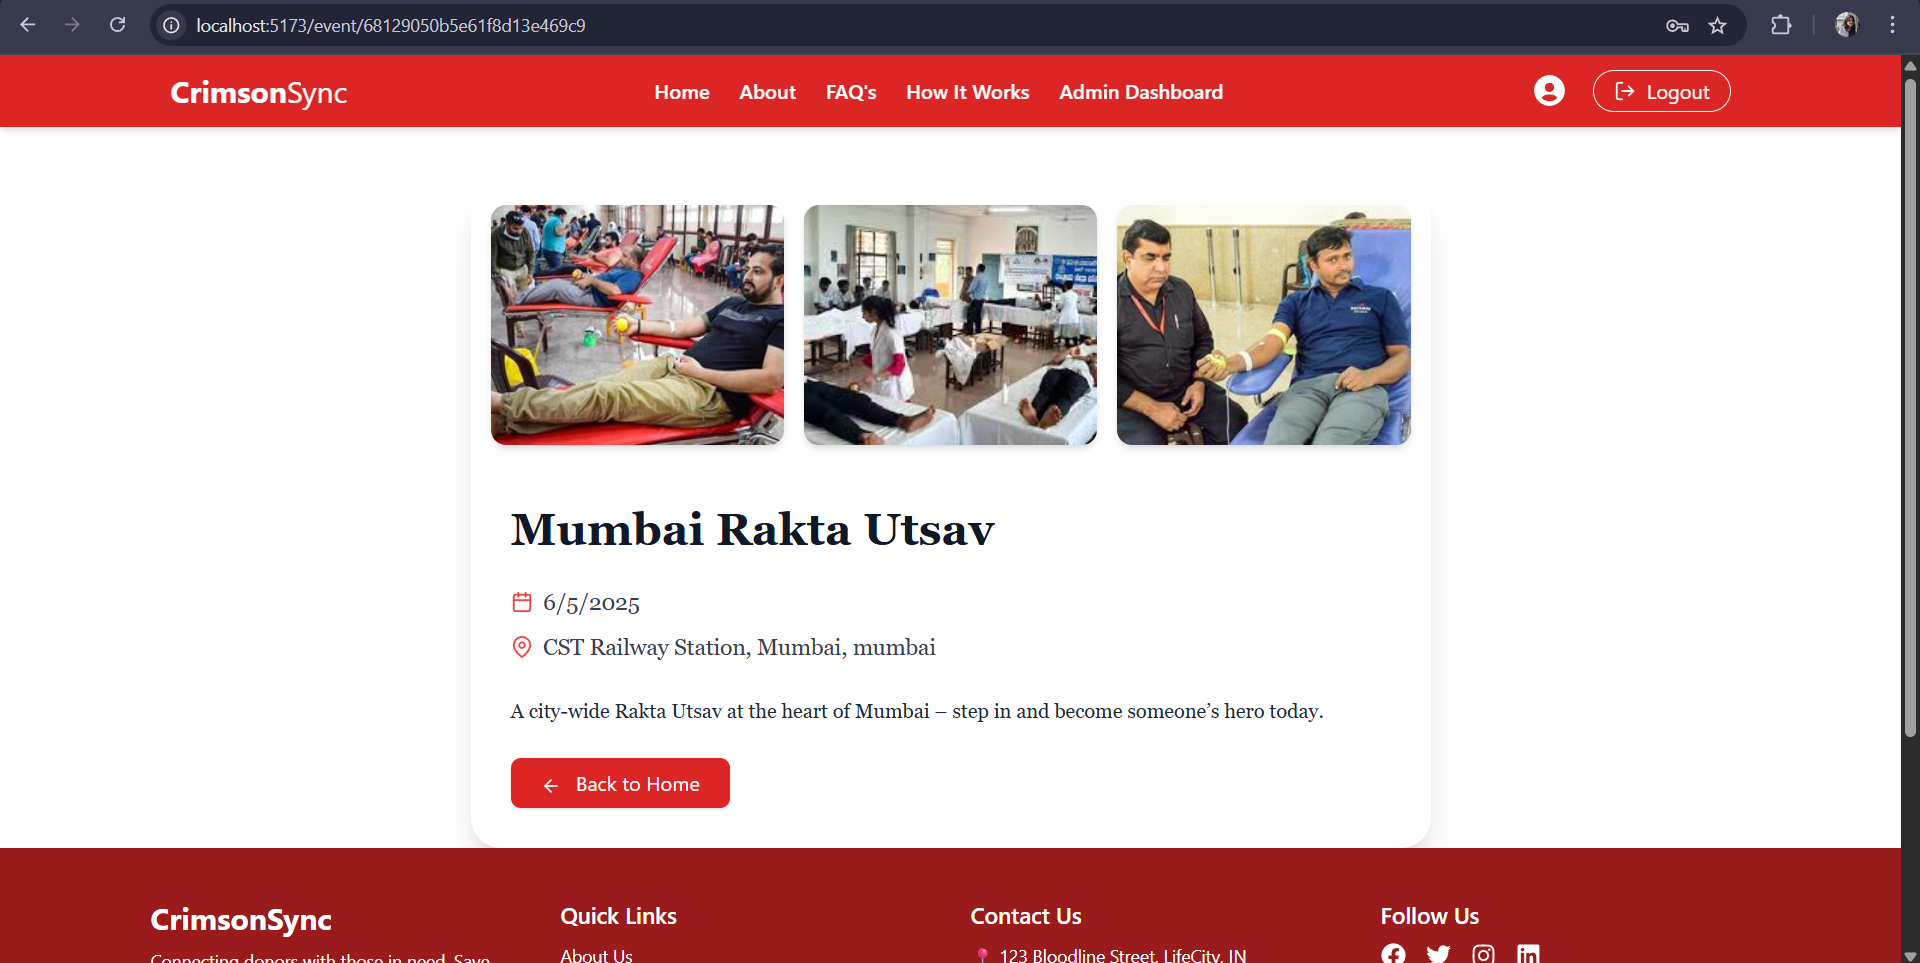 localhost:5173/event/68129050b5e61f8d13e469c9
CrimsonSync
Home About FAQ's How It Works Admin Dashboard
Logout
Mumbai Rakta Utsav
6/5/2025
CST Railway Station, Mumbai, mumbai
A city-wide Rakta Utsav at the heart of Mumbai – step in and become someone’s hero today.
Back to Home
CrimsonSync
Quick Links
Contact Us
Follow Us
Connecting donors with those in need. Save
About Us
123 Bloodline Street, LifeCity, IN